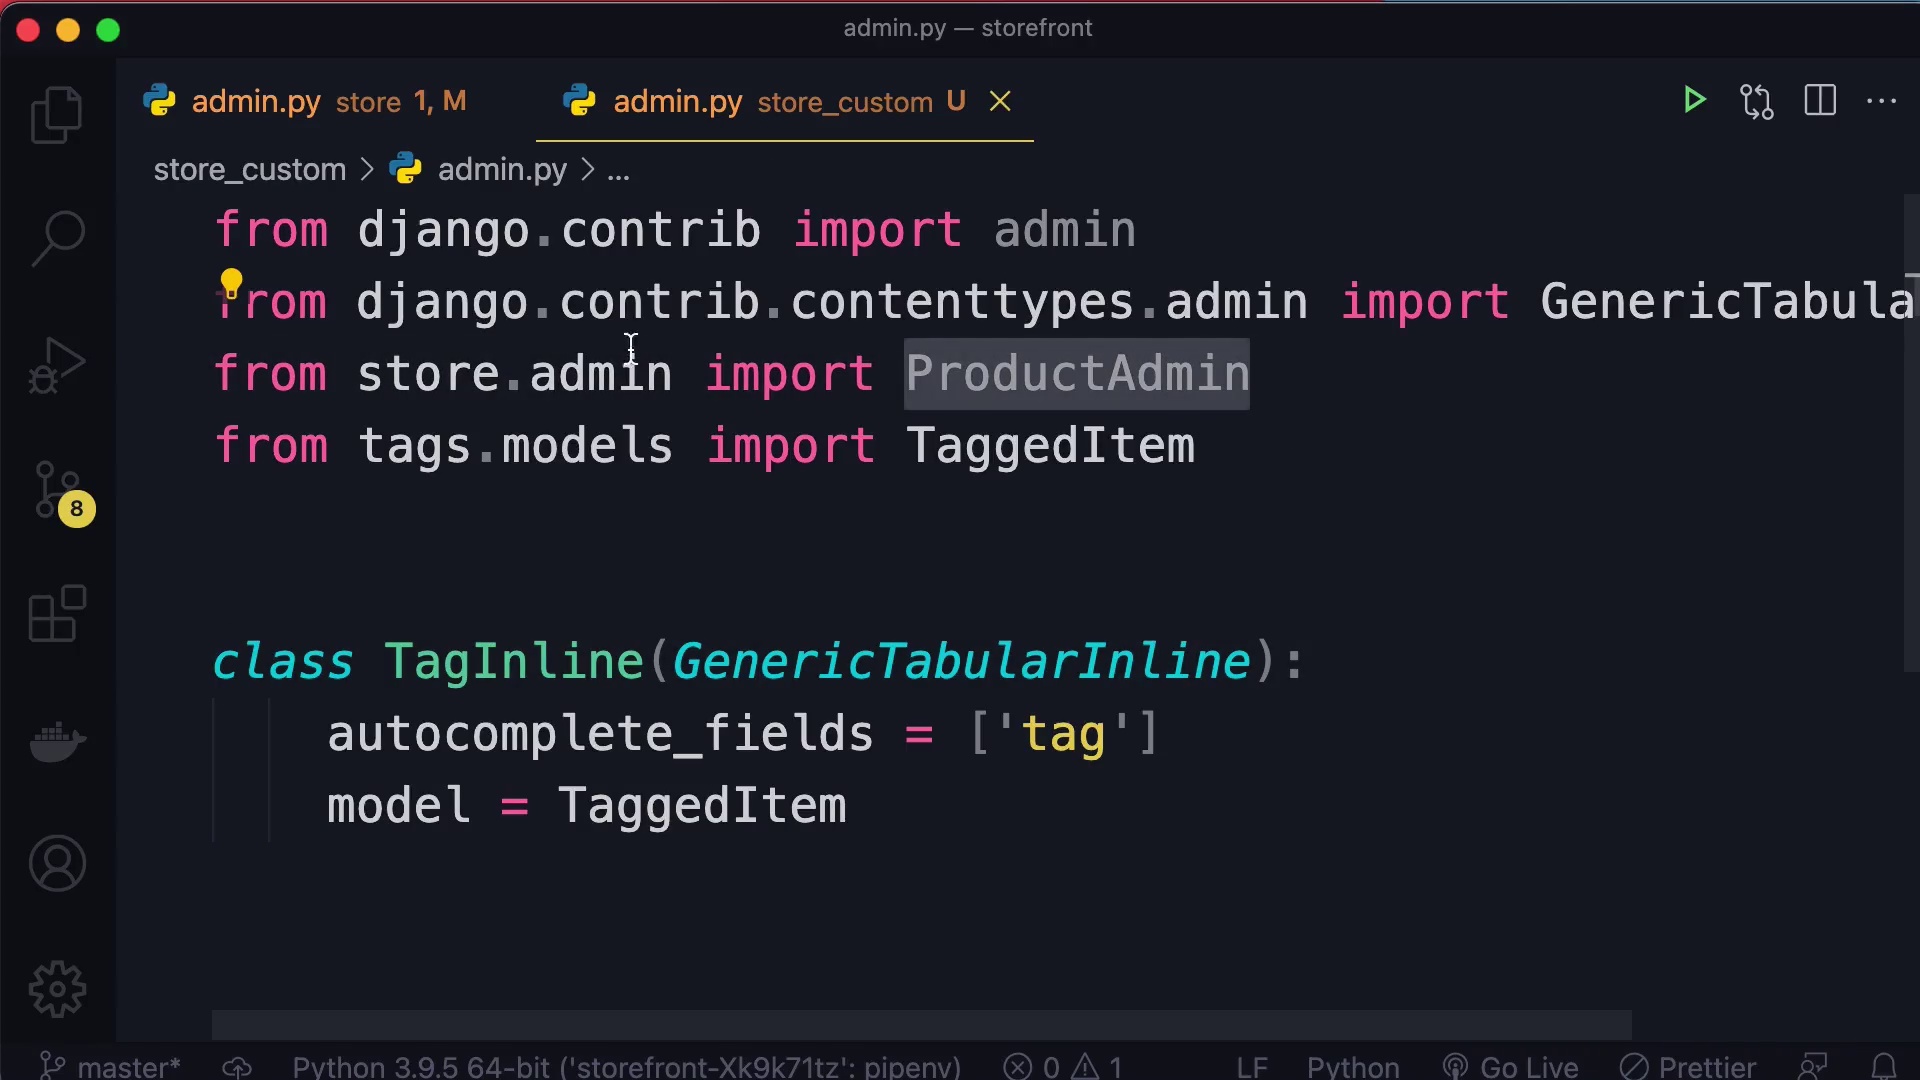 admin.py — storefront
admin.py store 1, M admin.py store_custom U
store_custom > admin.py > ...
from django.contrib import admin
from django.contrib.contenttypes.admin import GenericTabula
from store.admin import ProductAdmin
from tags.models import TaggedItem
class TagInline(GenericTabularInline):
autocomplete_fields = ['tag']
model = TaggedItem
8
master* Python 3.9.5 64-bit ('storefront-Xk9k71tz': pipenv) 0 1 LF Python Go Live Prettier